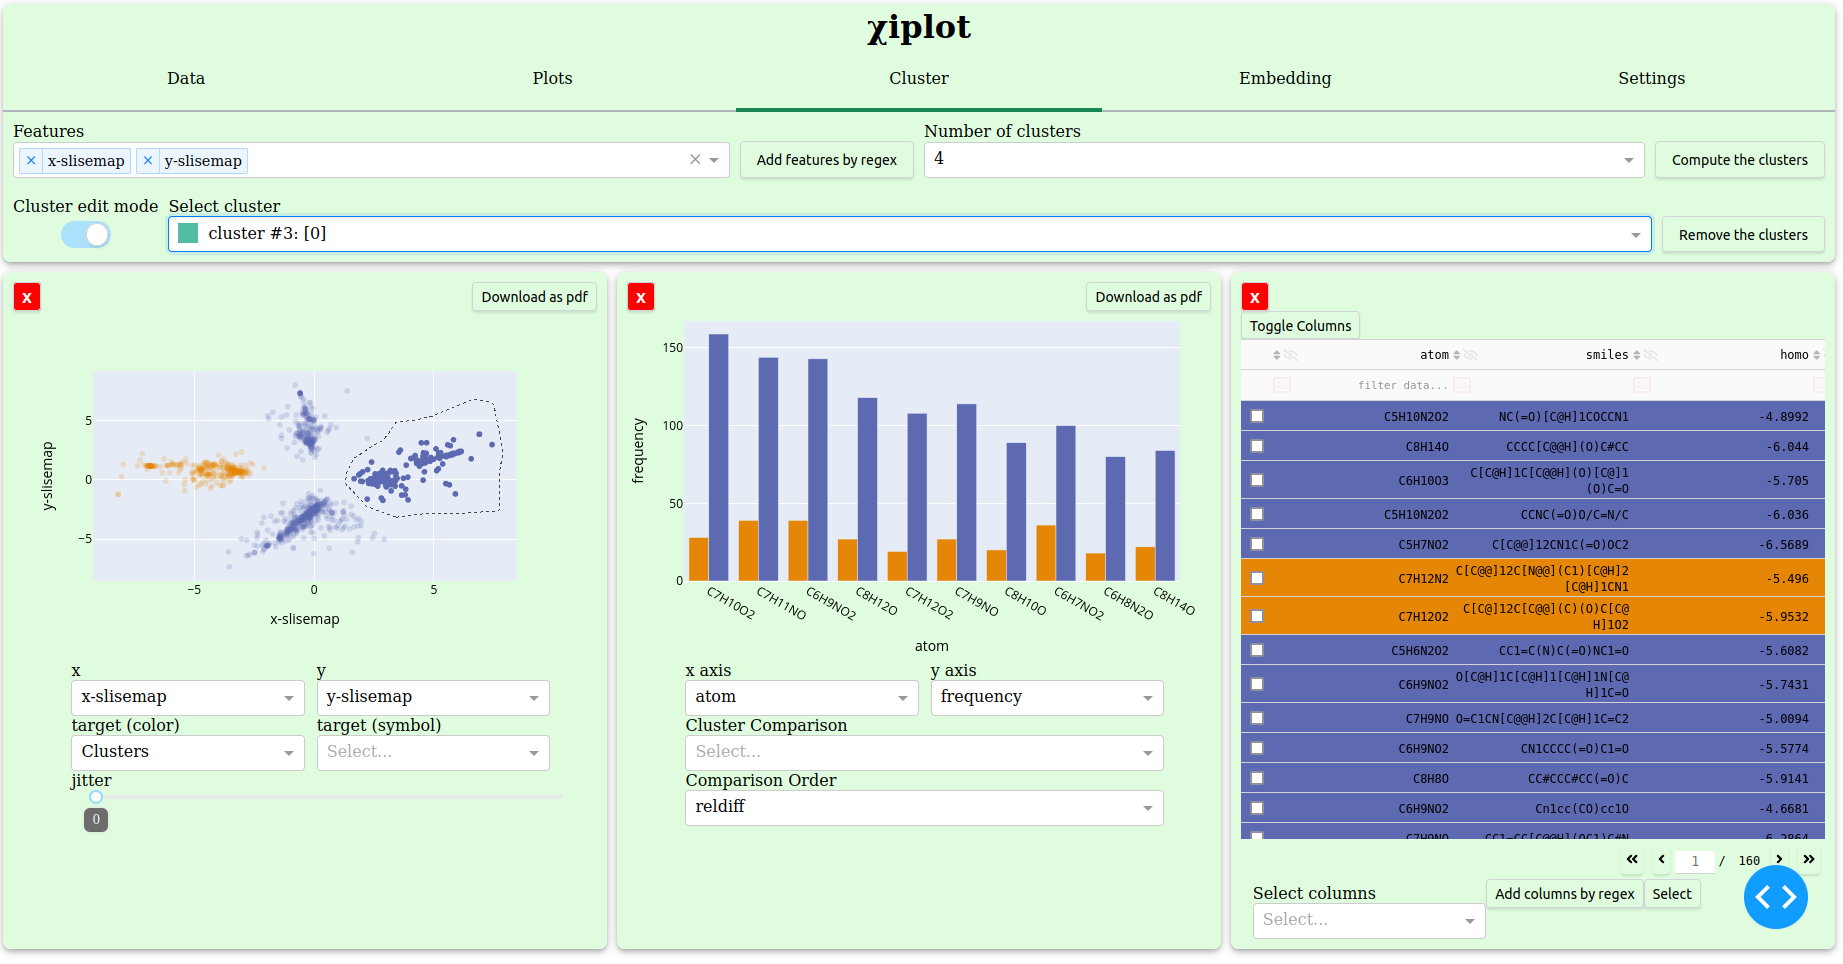 χiplot
Data Plots Cluster Embedding Settings
Features
Number of clusters
× x-slisemap × y-slisemap ×
Add features by regex
4
Compute the clusters
Cluster edit mode Select cluster
cluster #3: [0]
Remove the clusters
X
Download as pdf
5
0
−5
y-slisemap
−5 0 5
x-slisemap
x y
x-slisemap y-slisemap
target (color) target (symbol)
Clusters Select...
jitter
0
X
Download as pdf
150
100
50
0
frequency
C7H10O2 C7H11NO C6H9NO2 C8H12O C7H12O2 C7H9NO C8H10O C6H7NO2 C6H8N2O C8H14O
atom
x axis y axis
atom frequency
Cluster Comparison
Select...
Comparison Order
reldiff
X
Toggle Columns
atom smiles homo
filter data...
C5H10N2O2 NC(=O)[C@H]1COCCN1 -4.8992
C8H14O CCCC[C@@H](O)C#CC -6.044
C6H10O3 C[C@H]1C[C@@H](O)[C@]1
(O)C=O -5.705
C5H10N2O2 CCNC(=O)O/C=N/C -6.036
C5H7NO2 C[C@@]12CN1C(=O)OC2 -6.5689
C7H12N2 C[C@@]12C[N@@](C1)[C@H]2
[C@H]1CN1 -5.496
C7H12O2 C[C@]12C[C@@](C)(O)C[C@
H]1O2 -5.9532
C5H6N2O2 CC1=C(N)C(=O)NC1=O -5.6082
C6H9NO2 O[C@H]1C[C@H]1[C@H]1N[C@
H]1C=O -5.7431
C7H9NO O=C1CN[C@@H]2C[C@H]1C=C2 -5.0094
C6H9NO2 CN1CCCC(=O)C1=O -5.5774
C8H8O CC#CCC#CC(=O)C -5.9141
C6H9NO2 Cn1cc(CO)cc1O -4.6681
C7H9NO CC1=CC[C@@H](OC1)C#N -6.2864
« ‹ 1 / 160 › »
Select columns
Add columns by regex Select
Select...